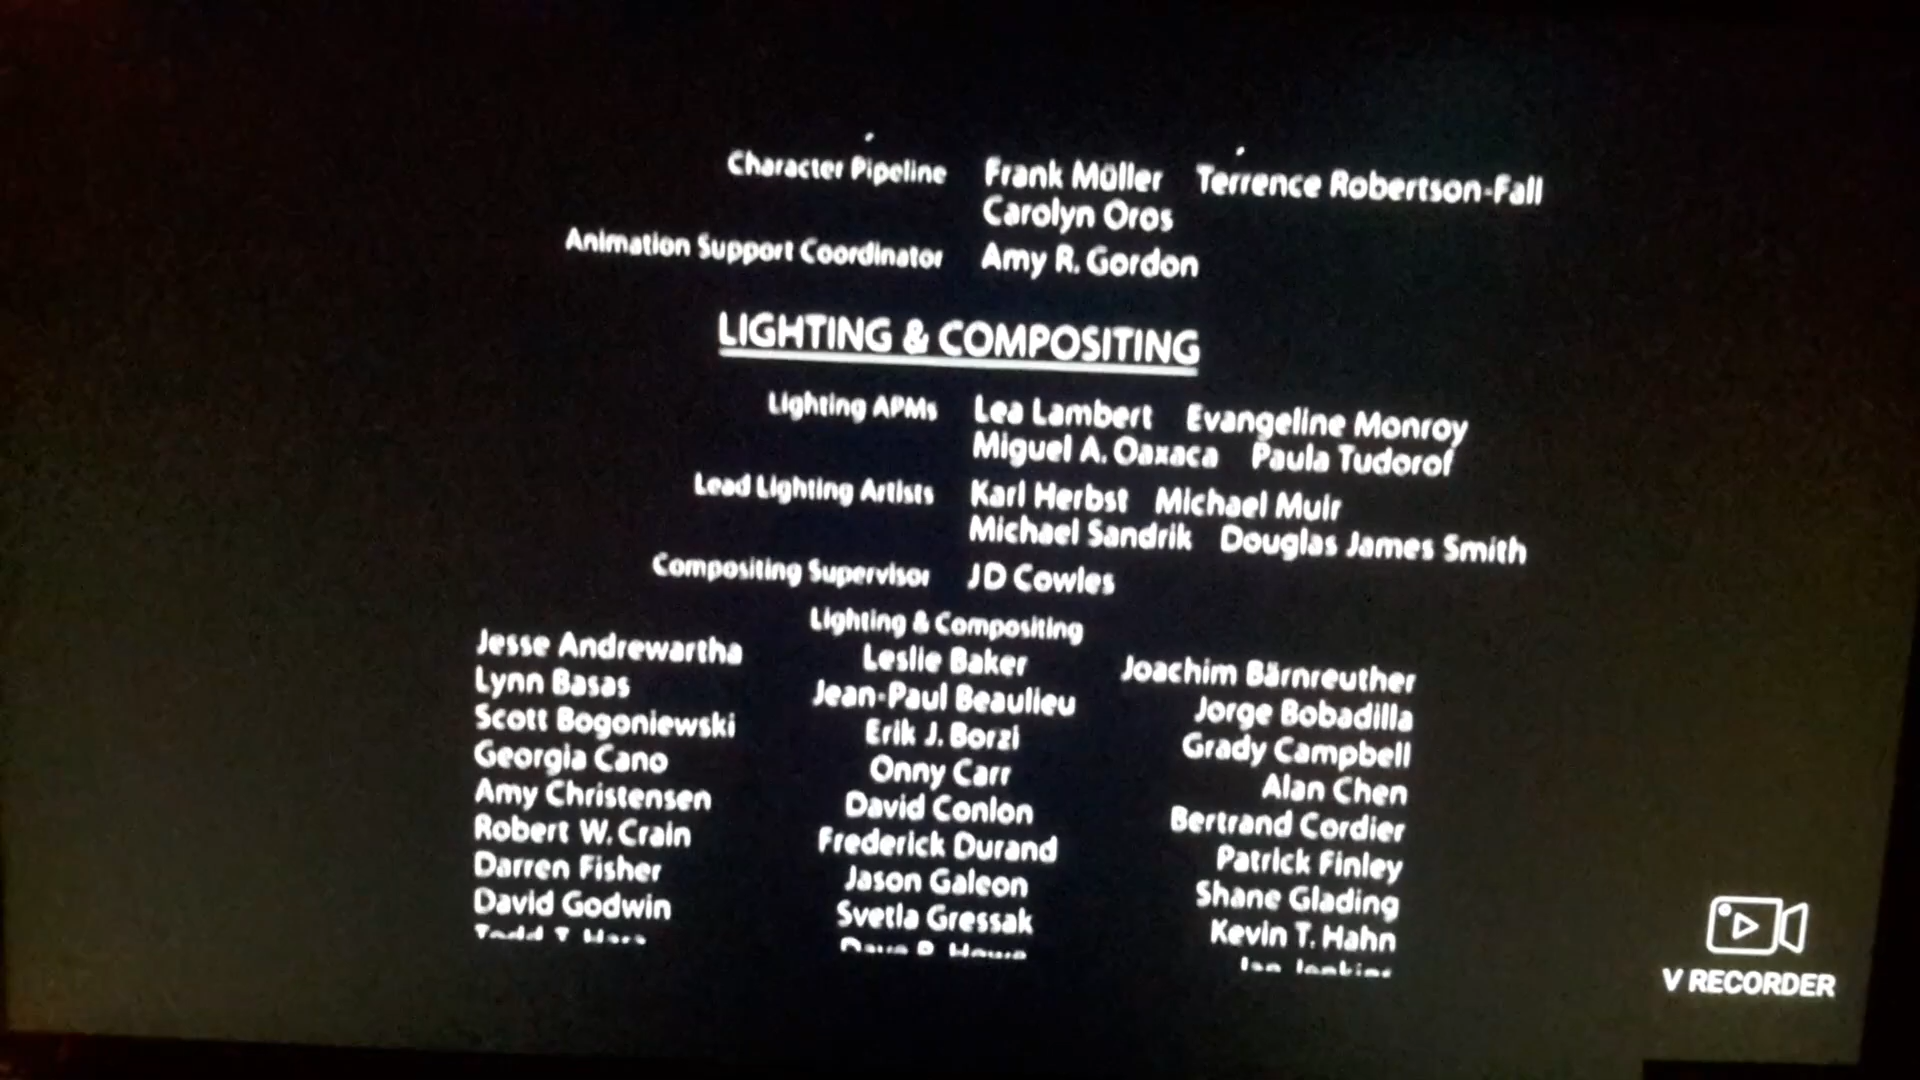 Character Pipeline Frank Müller Terrence Robertson-Fall
Carolyn Oros
Animation Support Coordinator Amy R. Gordon
LIGHTING & COMPOSITING
Lighting APMs Lea Lambert Evangeline Monroy
Miguel A. Oaxaca Paula Tudorof
Lead Lighting Artists Karl Herbst Michael Muir
Michael Sandrik Douglas James Smith
Compositing Supervisor JD Cowles
Lighting & Compositing
Jesse Andrewartha Leslie Baker Joachim Bärnreuther
Lynn Basas Jean-Paul Beaulieu Jorge Bobadilla
Scott Bogoniewski Erik J. Borzi Grady Campbell
Georgia Cano Onny Carr Alan Chen
Amy Christensen David Conlon Bertrand Cordier
Robert W. Crain Frederick Durand Patrick Finley
Darren Fisher Jason Galeon Shane Glading
David Godwin Svetla Gressak Kevin T. Hahn
V RECORDER